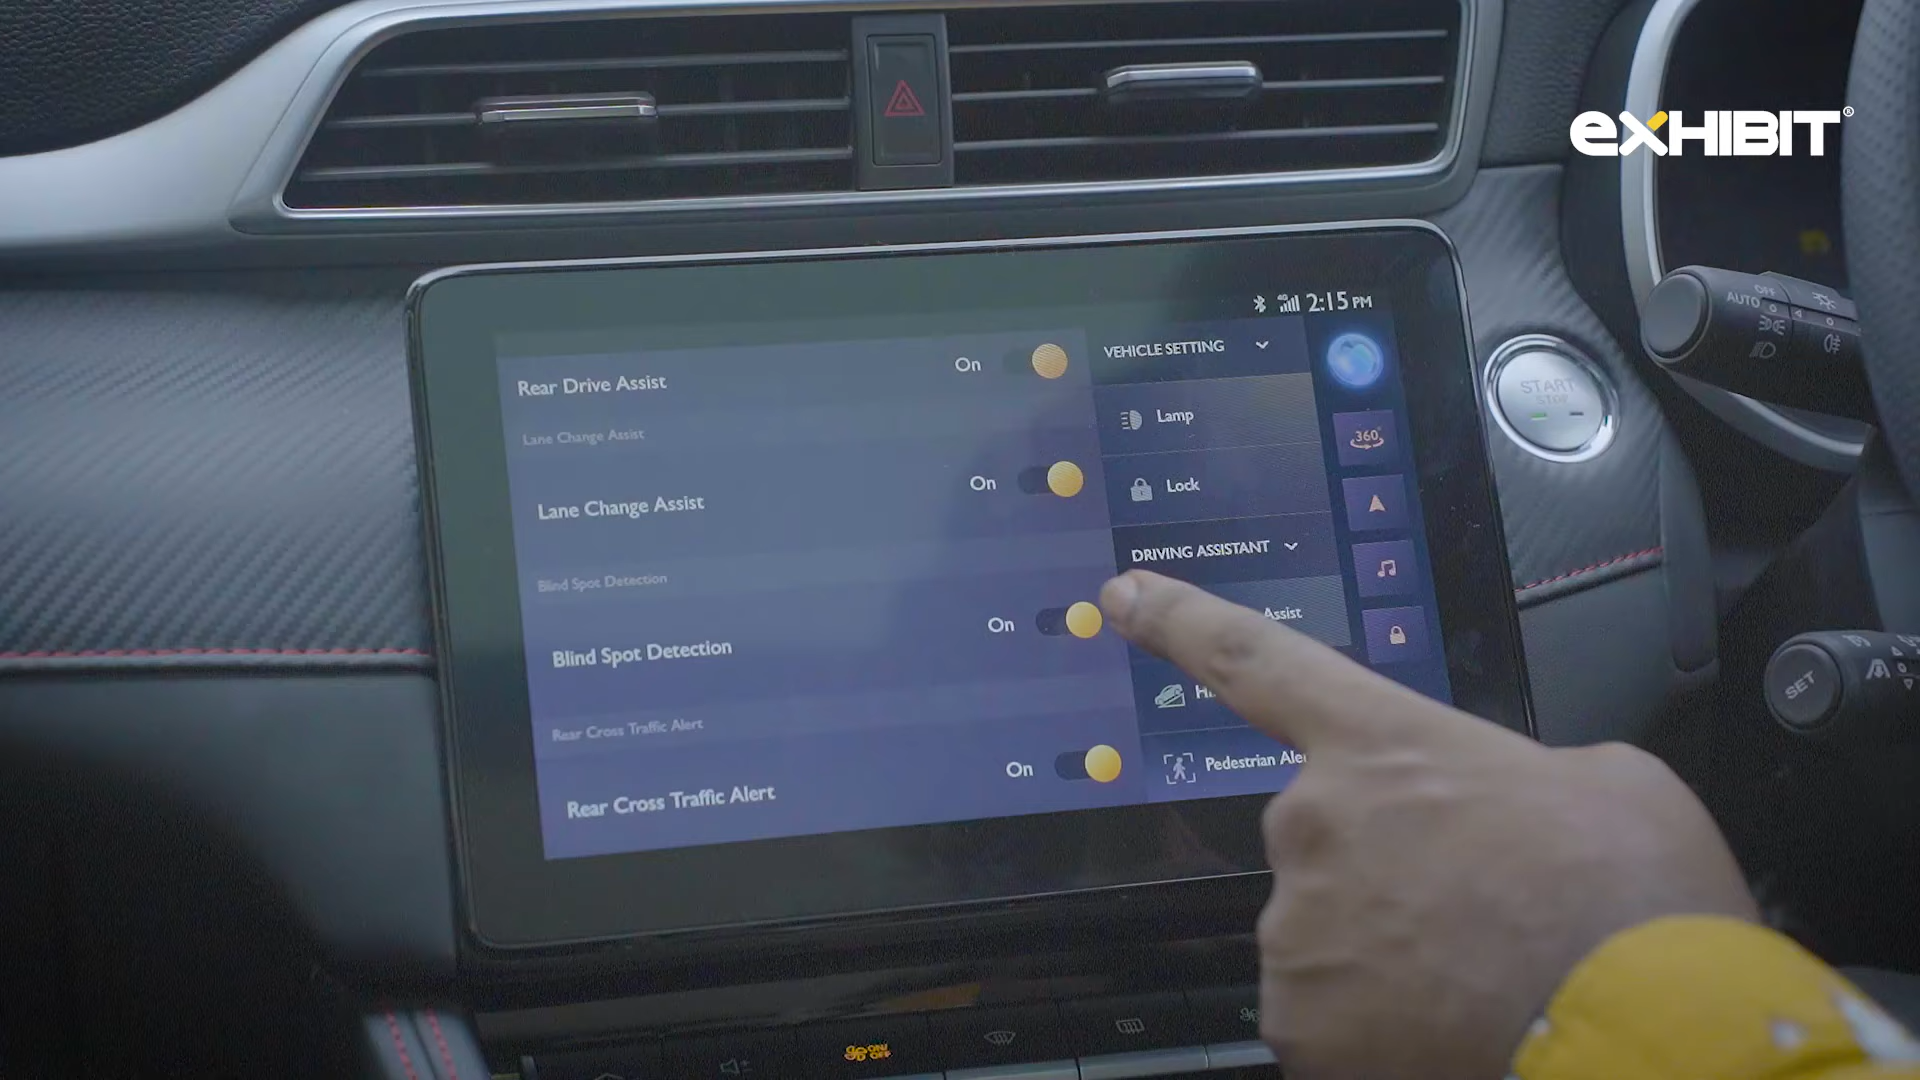 eXHIBIT®
2:15 PM
Rear Drive Assist
On
Lane Change Assist
Lane Change Assist
On
Blind Spot Detection
Blind Spot Detection
On
Rear Cross Traffic Alert
Rear Cross Traffic Alert
On
VEHICLE SETTING
Lamp
Lock
DRIVING ASSISTANT
Assist
Pedestrian
360°
START
STOP
OFF
AUTO
SET
ON/
OFF